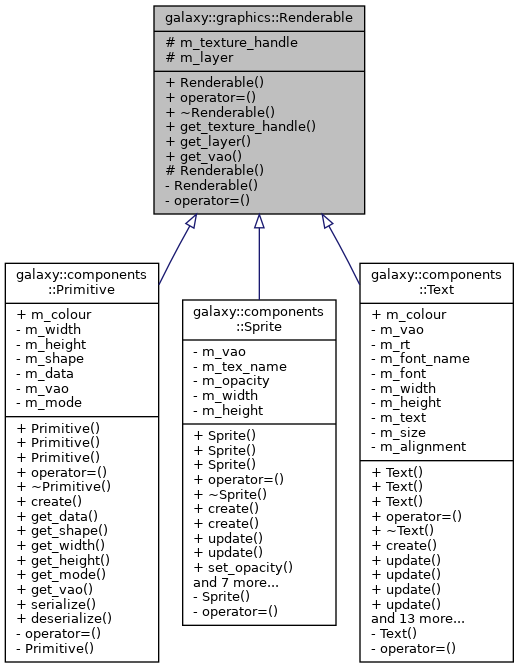 galaxy::graphics::Renderable
# m_texture_handle
# m_layer
+ Renderable()
+ operator=()
+ ~Renderable()
+ get_texture_handle()
+ get_layer()
+ get_vao()
# Renderable()
- Renderable()
- operator=()
galaxy::components
::Primitive
+ m_colour
- m_width
- m_height
- m_shape
- m_data
- m_vao
- m_mode
+ Primitive()
+ Primitive()
+ Primitive()
+ operator=()
+ ~Primitive()
+ create()
+ get_data()
+ get_shape()
+ get_width()
+ get_height()
+ get_mode()
+ get_vao()
+ serialize()
+ deserialize()
- operator=()
- Primitive()
galaxy::components
::Sprite
- m_vao
- m_tex_name
- m_opacity
- m_width
- m_height
+ Sprite()
+ Sprite()
+ Sprite()
+ operator=()
+ ~Sprite()
+ create()
+ create()
+ update()
+ update()
+ set_opacity()
and 7 more...
- Sprite()
- operator=()
galaxy::components
::Text
+ m_colour
- m_vao
- m_rt
- m_font_name
- m_font
- m_width
- m_height
- m_text
- m_size
- m_alignment
+ Text()
+ Text()
+ Text()
+ operator=()
+ ~Text()
+ create()
+ update()
+ update()
+ update()
+ update()
and 13 more...
- Text()
- operator=()